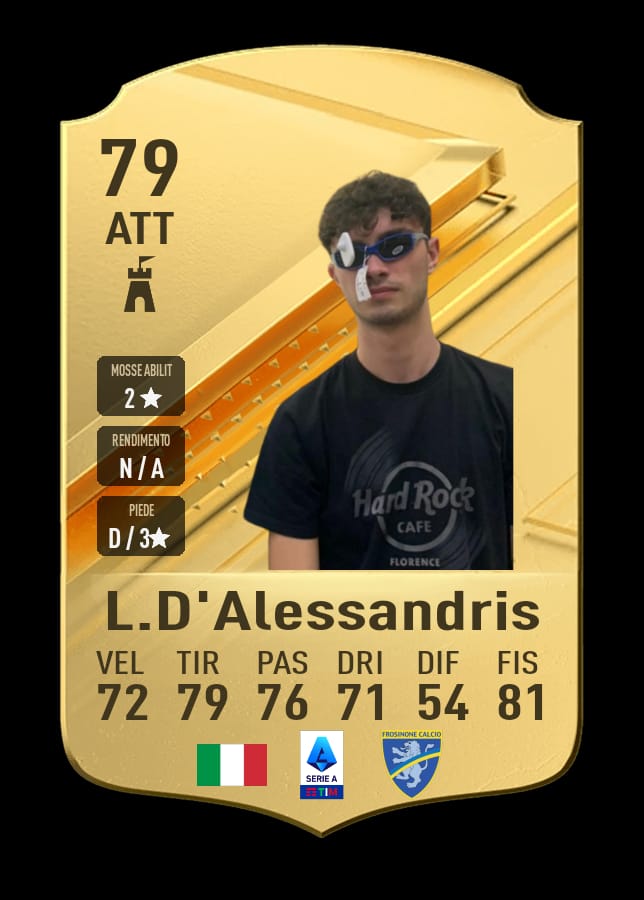 79
ATT
MOSSE ABILIT
2★
RENDIMENTO
N/A
PIEDE
D/3★
Hard Rock
CAFE
FLORENCE
L.D'Alessandris
VEL TIR PAS DRI DIF FIS
72 79 76 71 54 81
FROSINONE CALCIO
SERIE A
TIM